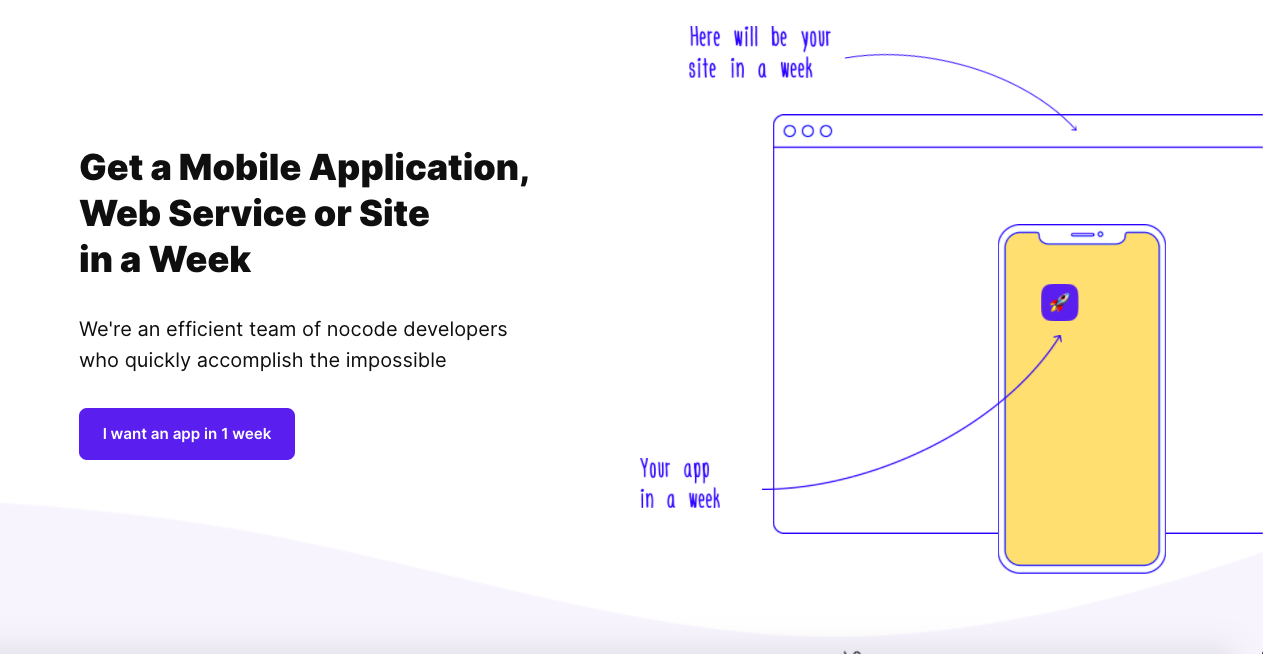 Here will be your
site in a week
Get a Mobile Application,
Web Service or Site
in a Week
We're an efficient team of nocode developers
who quickly accomplish the impossible
I want an app in 1 week
Your app
in a week